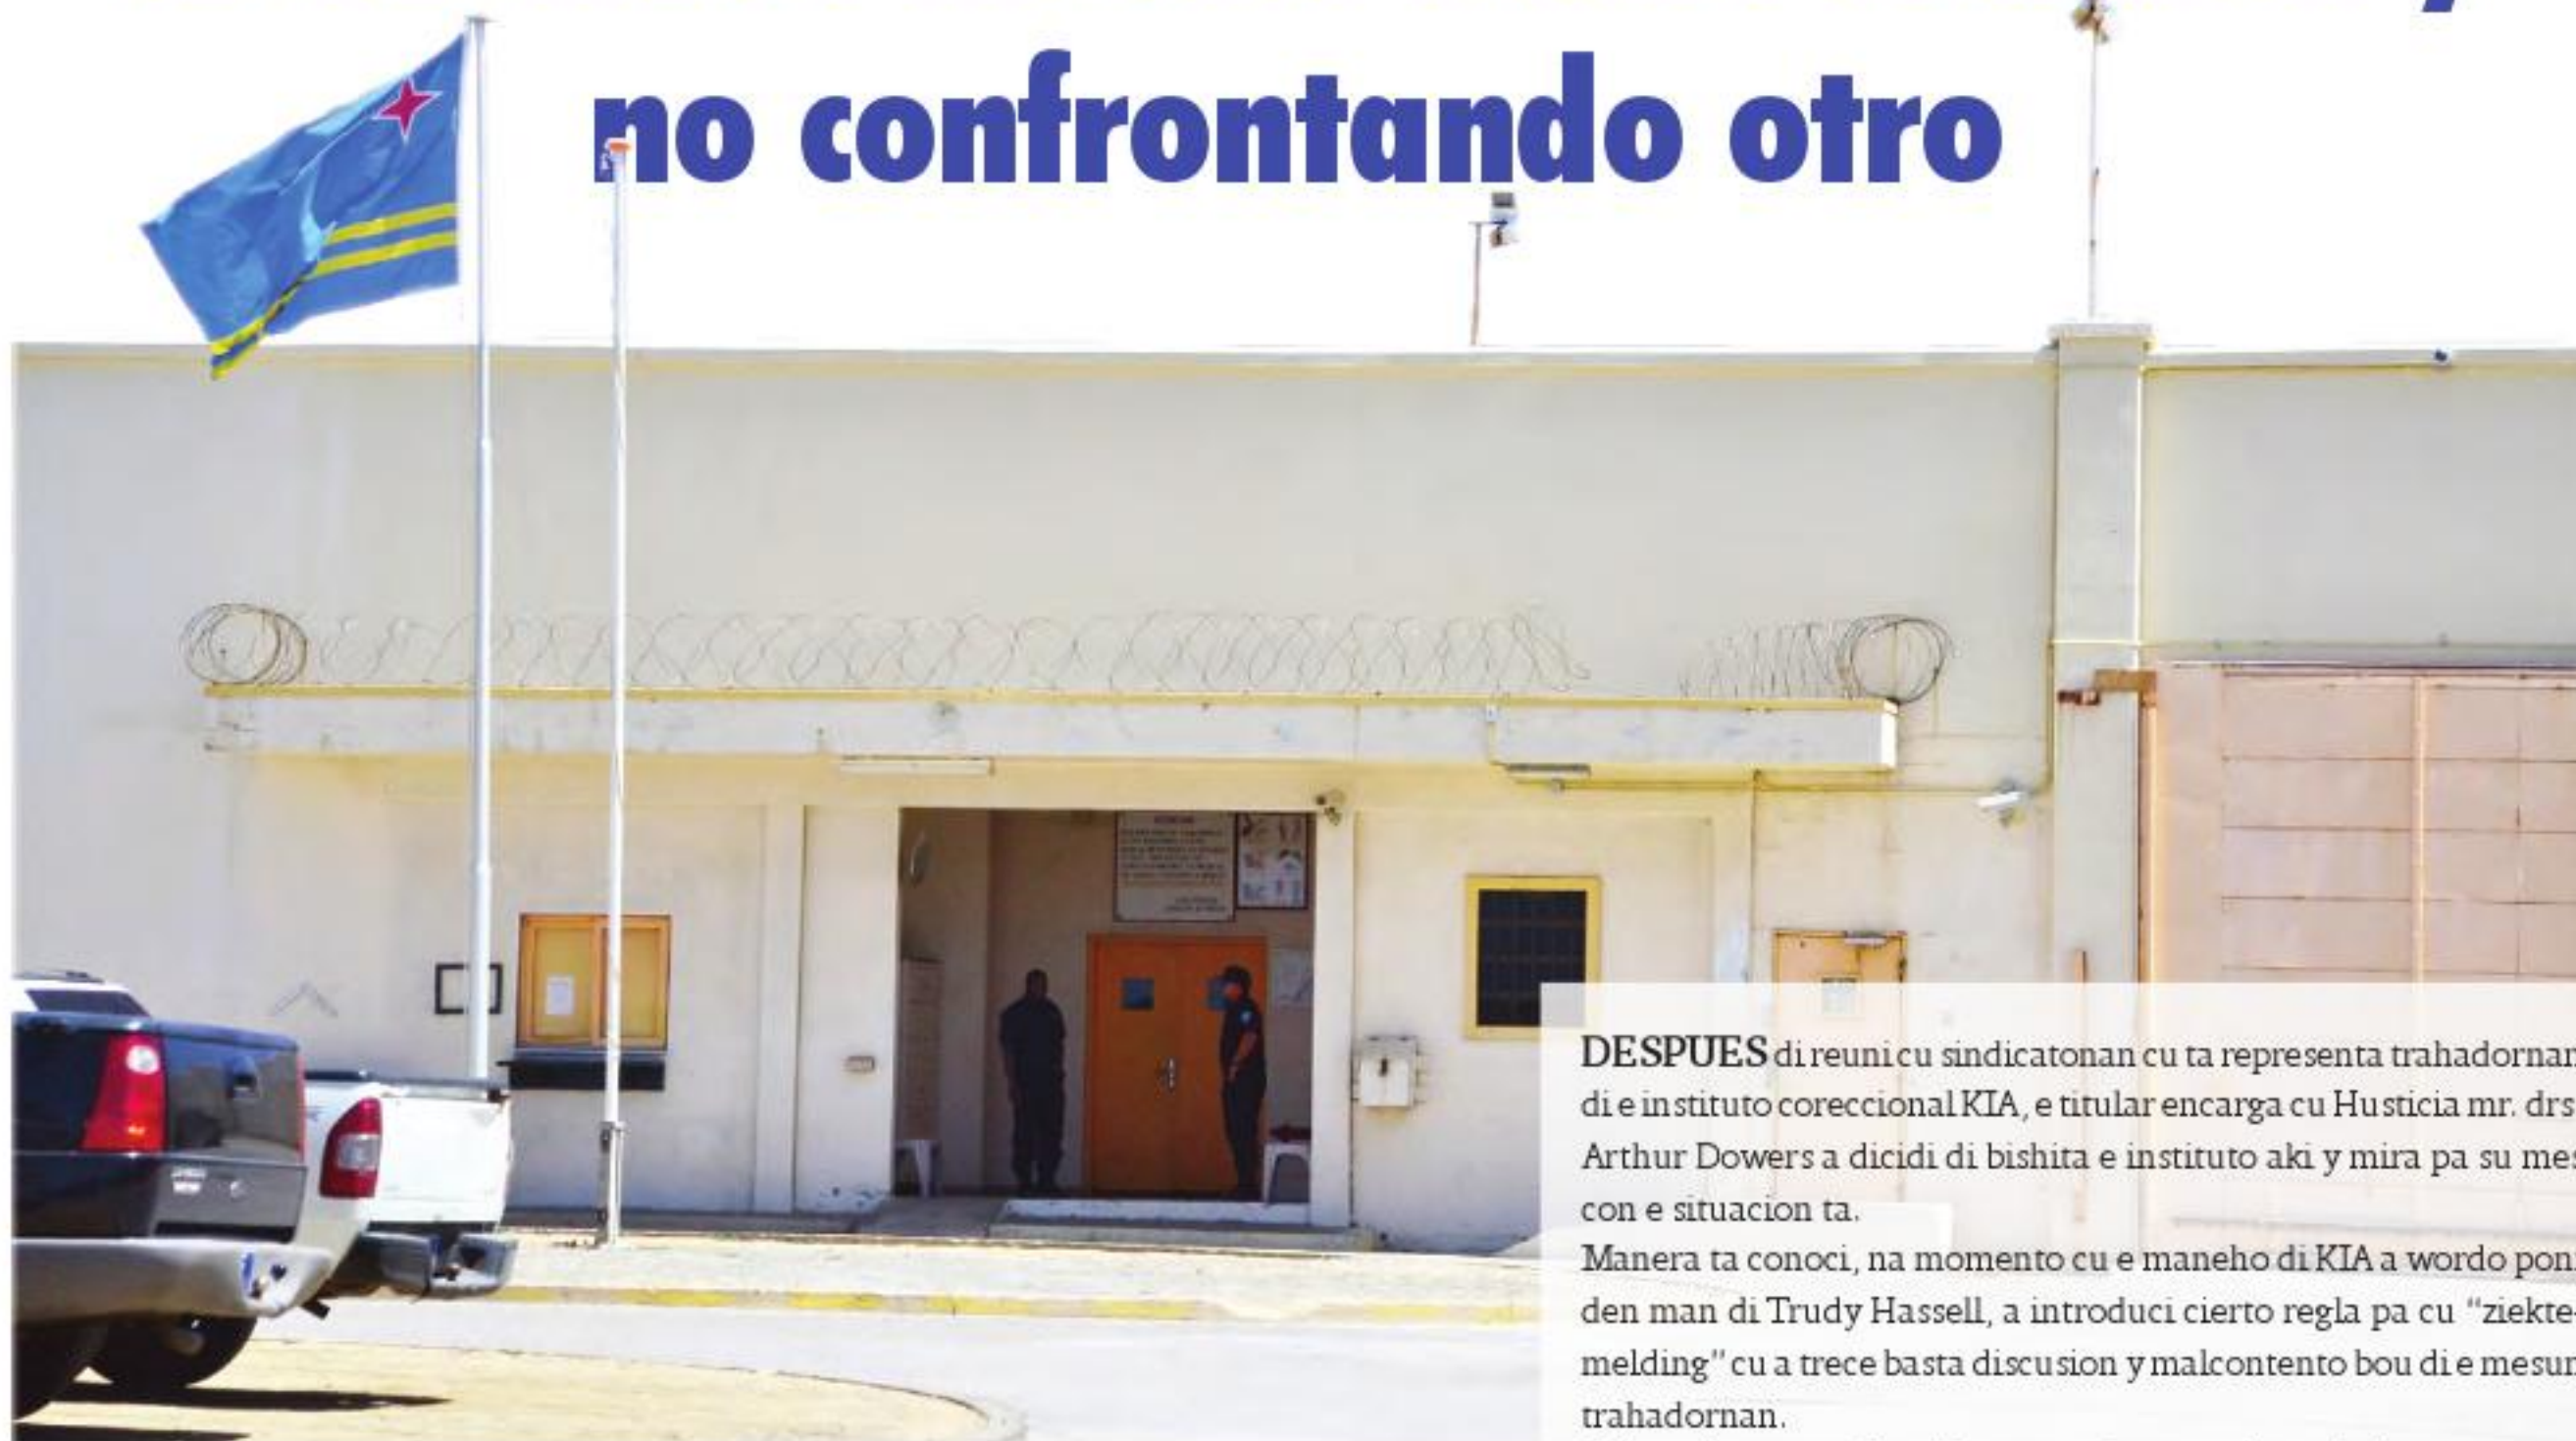 no confrontando otro
DESPUES di reuni cu sindicatonan cu ta representa trahadornan
di e instituto coreccional KIA, e titular encarga cu Husticia mr. drs
Arthur Dowers a dicidi di bishita e instituto aki y mira pa su mes
con e situacion ta.
Manera ta conoci, na momento cu e maneho di KIA a wordo
den man di Trudy Hassell, a introduci cierto regla pa cu “ziekte-
melding” cu a trece basta discusion y malcontento bou di e
trahadornan.